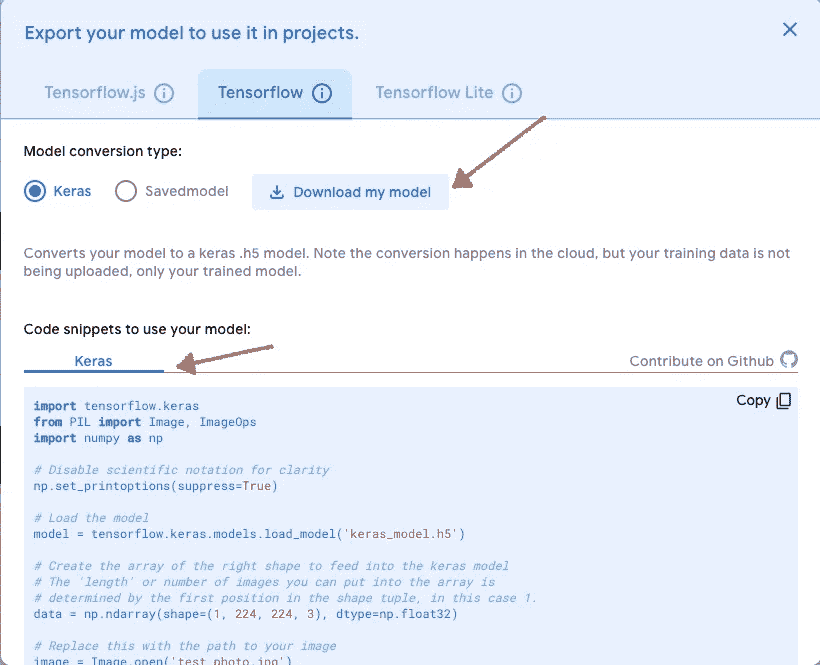 Export your model to use it in projects.
Tensorflow.js
Tensorflow
Tensorflow Lite
Model conversion type:
Keras
Savedmodel
Download my model
Converts your model to a keras .h5 model. Note the conversion happens in the cloud, but your training data is not
being uploaded, only your trained model.
Code snippets to use your model:
Keras
Contribute on Github
Copy
import tensorflow.keras
from PIL import Image, ImageOps
import numpy as np
# Disable scientific notation for clarity
np.set_printoptions(suppress=True)
# Load the model
model = tensorflow.keras.models.load_model('keras_model.h5')
# Create the array of the right shape to feed into the keras model
# The 'length' or number of images you can put into the array is
# determined by the first position in the shape tuple, in this case 1.
data = np.ndarray(shape=(1, 224, 224, 3), dtype=np.float32)
# Replace this with the path to your image
image = Image.open('test_photo.jpg')